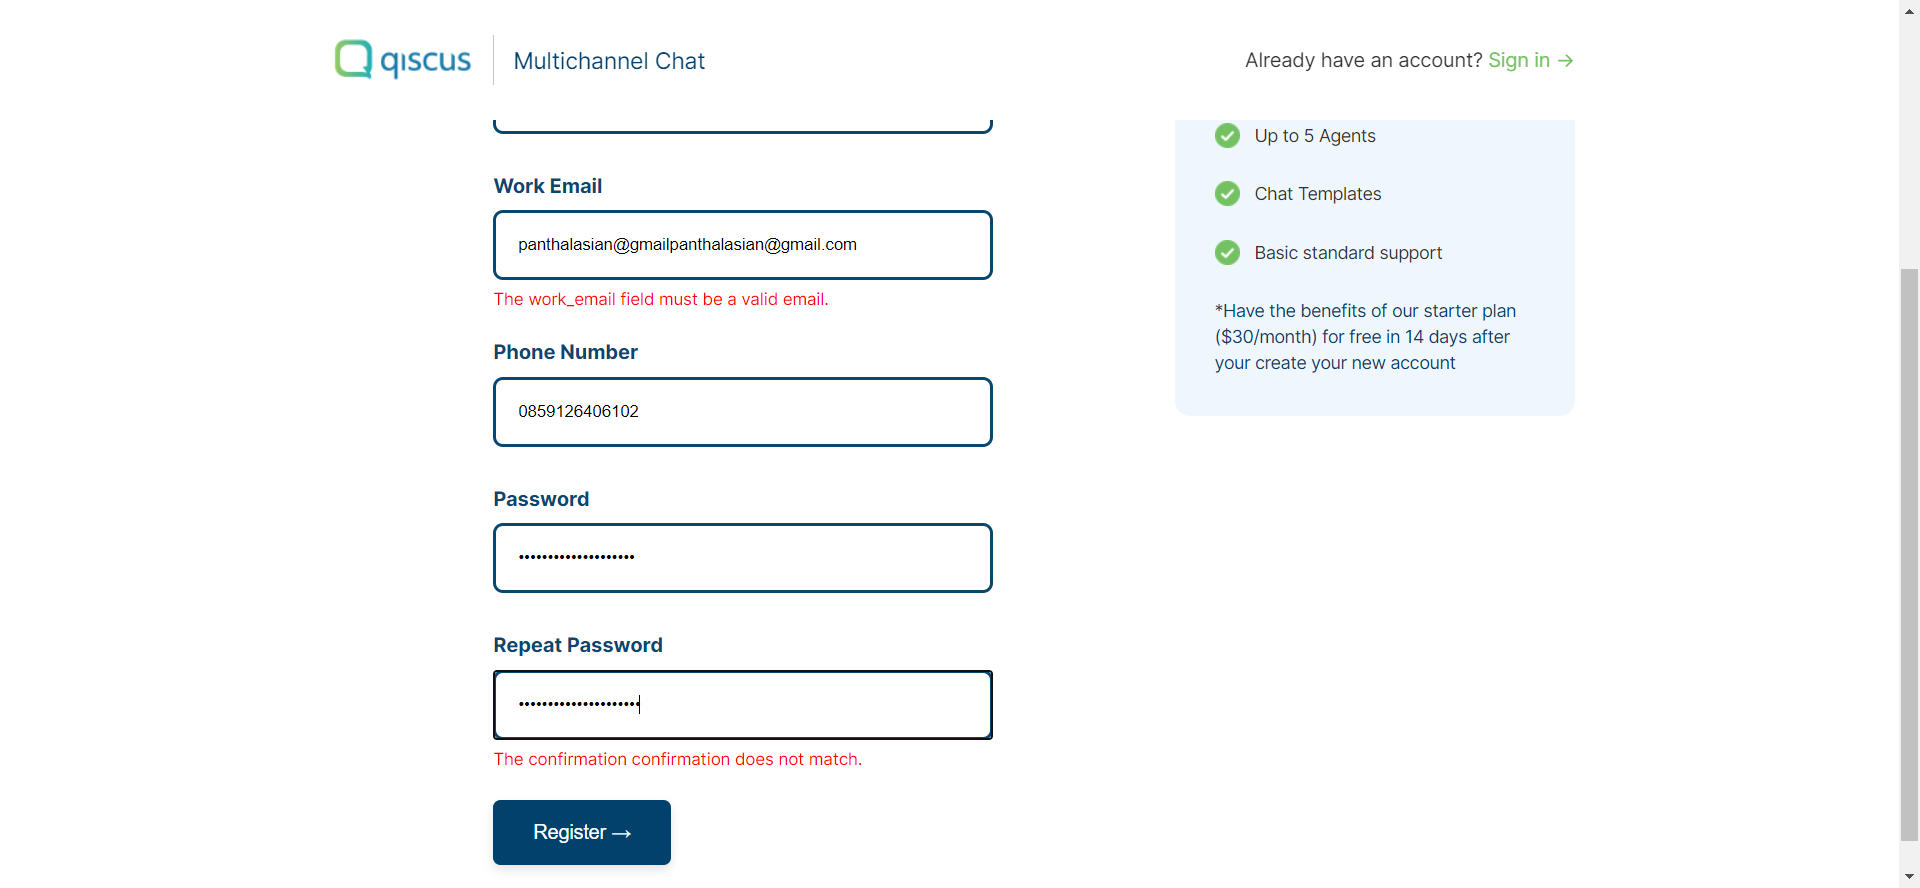 qiscus
Multichannel Chat
Already have an account? Sign in →
Work Email
panthalasian@gmailpanthalasian@gmail.com
The work_email field must be a valid email.
Phone Number
0859126406102
Password
••••••••••••••••••••
Repeat Password
•••••••••••••••••••••
The confirmation confirmation does not match.
Register →
Up to 5 Agents
Chat Templates
Basic standard support
*Have the benefits of our starter plan
($30/month) for free in 14 days after
your create your new account